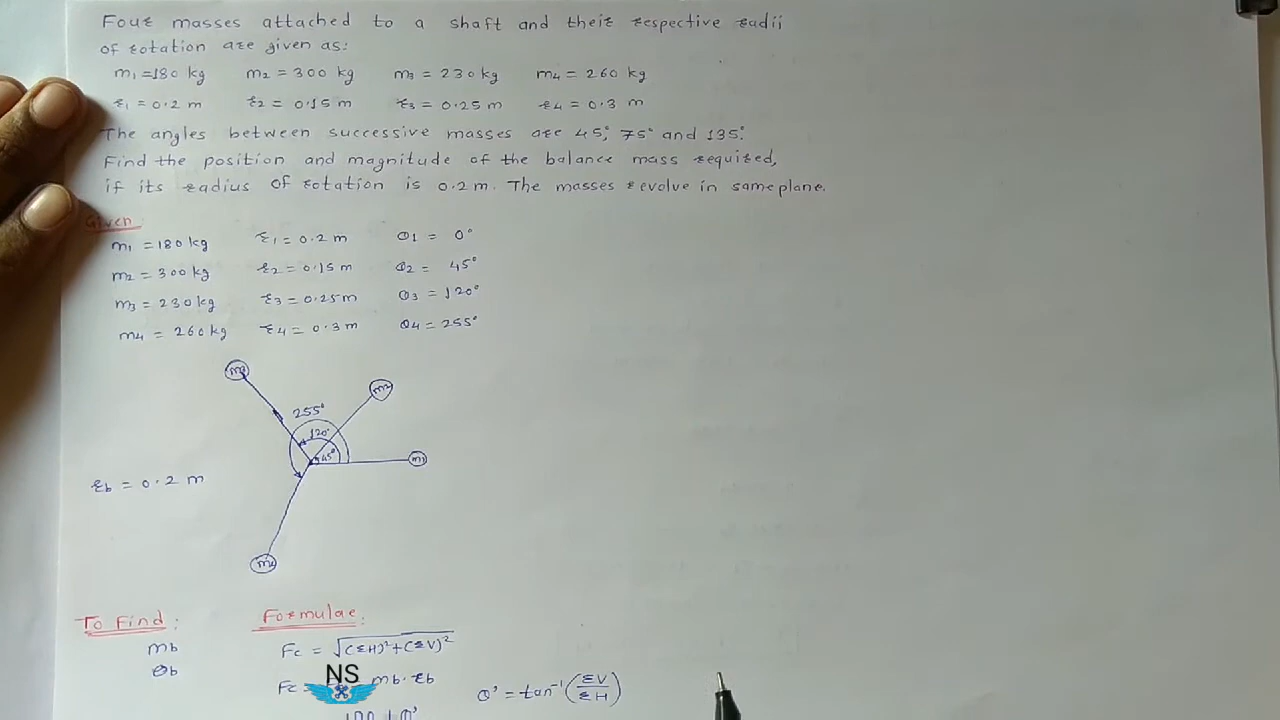 Four masses attached to a shaft and their respective radii
of rotation are given as:
m₁ = 180 kg m₂ = 300 kg m₃ = 230 kg m₄ = 260 kg
r₁ = 0.2 m r₂ = 0.15 m r₃ = 0.25 m r₄ = 0.3 m
The angles between successive masses are 45°, 75° and 135°.
Find the position and magnitude of the balance mass required,
if its radius of rotation is 0.2 m. The masses revolve in same plane.
Given:
m₁ = 180 kg r₁ = 0.2 m θ₁ = 0°
m₂ = 300 kg r₂ = 0.15 m θ₂ = 45°
m₃ = 230 kg r₃ = 0.25 m θ₃ = 120°
m₄ = 260 kg r₄ = 0.3 m θ₄ = 255°
m₃
m₂
255°
120°
45°
m₁
rb = 0.2 m
m₄
To Find: Formulae:
mb Fc = √(ΣH)²+(ΣV)²
θb Fc = mb·rb θ' = tan⁻¹(ΣV/ΣH)
NS